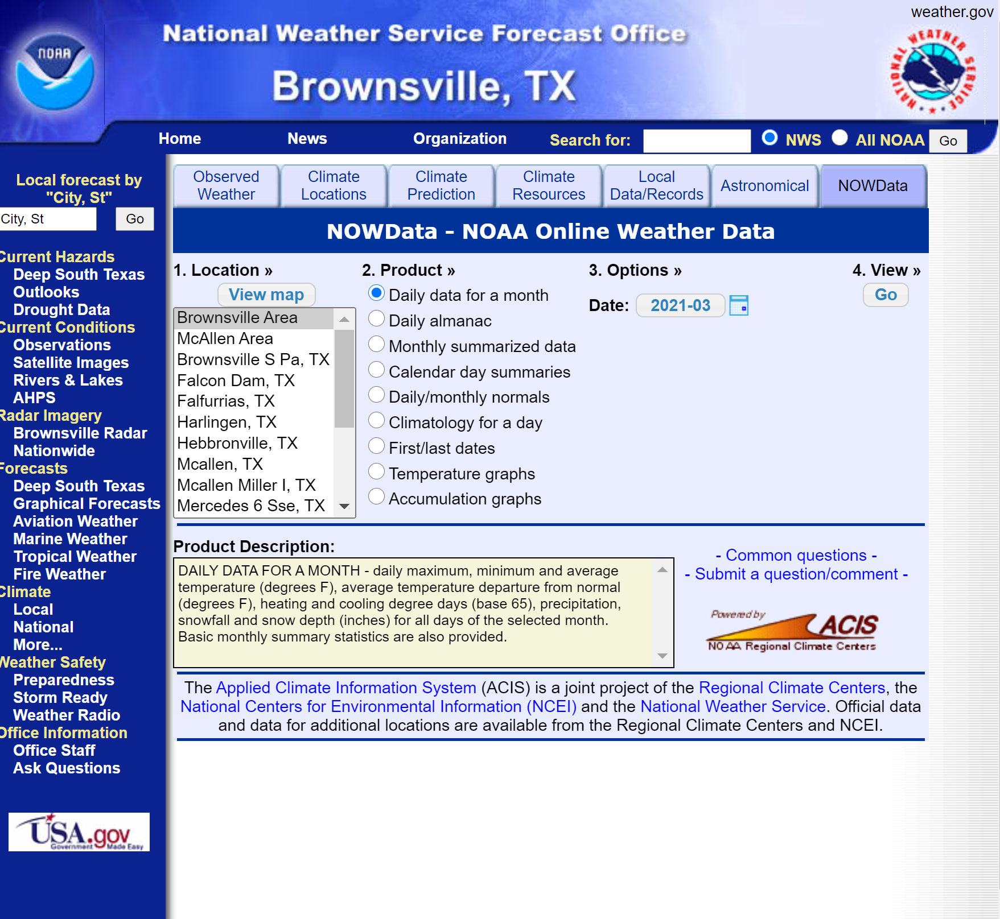 weather.gov
National Weather Service Forecast Office
NOAA
Brownsville, TX
NATIONAL WEATHER SERVICE
Home News Organization Search for: NWS All NOAA Go
Local forecast by
"City, St"
City, St Go
Current Hazards
Deep South Texas
Outlooks
Drought Data
Current Conditions
Observations
Satellite Images
Rivers & Lakes
AHPS
Radar Imagery
Brownsville Radar
Nationwide
Forecasts
Deep South Texas
Graphical Forecasts
Aviation Weather
Marine Weather
Tropical Weather
Fire Weather
Climate
Local
National
More...
Weather Safety
Preparedness
Storm Ready
Weather Radio
Office Information
Office Staff
Ask Questions
USA.gov
Government Made Easy
Observed
Weather
Climate
Locations
Climate
Prediction
Climate
Resources
Local
Data/Records
Astronomical
NOWData
NOWData - NOAA Online Weather Data
1. Location »
View map
Brownsville Area
McAllen Area
Brownsville S Pa, TX
Falcon Dam, TX
Falfurrias, TX
Harlingen, TX
Hebbronville, TX
Mcallen, TX
Mcallen Miller I, TX
Mercedes 6 Sse, TX
2. Product »
Daily data for a month
Daily almanac
Monthly summarized data
Calendar day summaries
Daily/monthly normals
Climatology for a day
First/last dates
Temperature graphs
Accumulation graphs
3. Options »
Date: 2021-03
4. View »
Go
Product Description:
DAILY DATA FOR A MONTH - daily maximum, minimum and average
temperature (degrees F), average temperature departure from normal
(degrees F), heating and cooling degree days (base 65), precipitation,
snowfall and snow depth (inches) for all days of the selected month.
Basic monthly summary statistics are also provided.
- Common questions -
- Submit a question/comment -
Powered by
ACIS
NOAA Regional Climate Centers
The Applied Climate Information System (ACIS) is a joint project of the Regional Climate Centers, the
National Centers for Environmental Information (NCEI) and the National Weather Service. Official data
and data for additional locations are available from the Regional Climate Centers and NCEI.